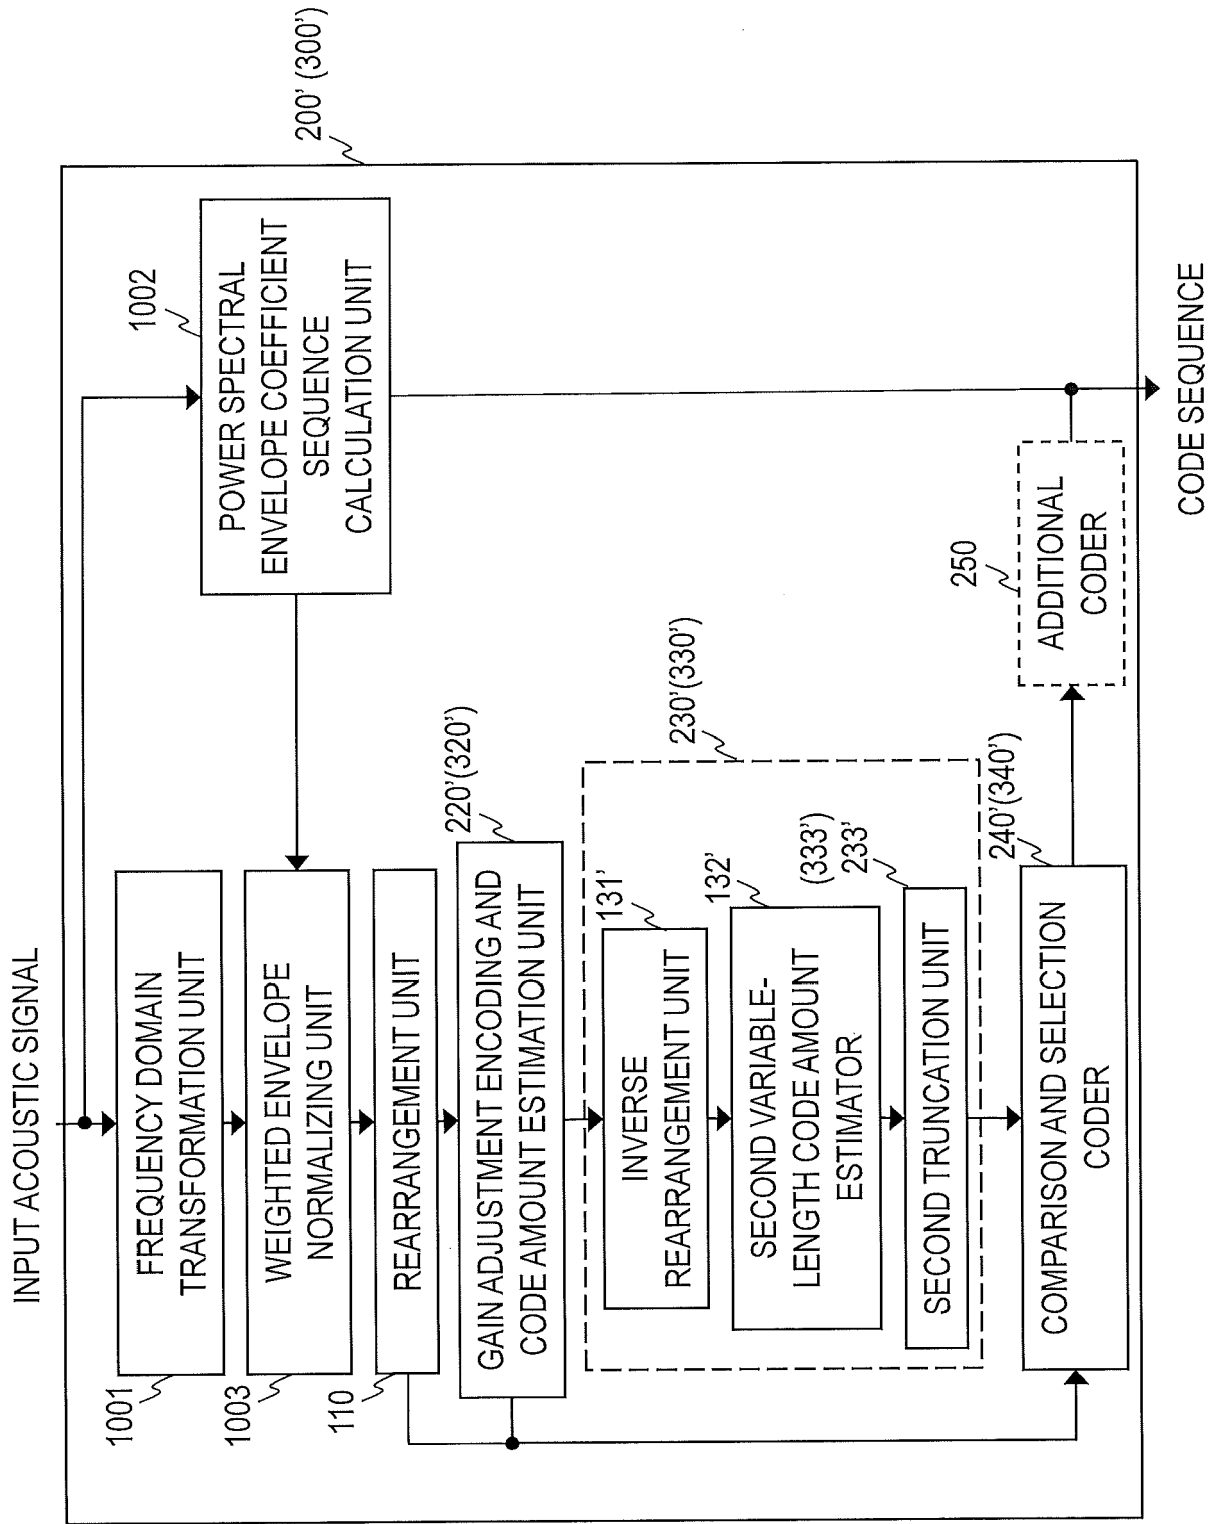 INPUT ACOUSTIC SIGNAL
200' (300')
1001
FREQUENCY DOMAIN
TRANSFORMATION UNIT
1002
POWER SPECTRAL
ENVELOPE COEFFICIENT
SEQUENCE
CALCULATION UNIT
1003
WEIGHTED ENVELOPE
NORMALIZING UNIT
110
REARRANGEMENT UNIT
220'(320')
GAIN ADJUSTMENT ENCODING AND
CODE AMOUNT ESTIMATION UNIT
230'(330')
131'
INVERSE
REARRANGEMENT UNIT
132'
SECOND VARIABLE-
LENGTH CODE AMOUNT
ESTIMATOR
(333')
233'
SECOND TRUNCATION UNIT
240'(340')
COMPARISON AND SELECTION
CODER
250
ADDITIONAL
CODER
CODE SEQUENCE